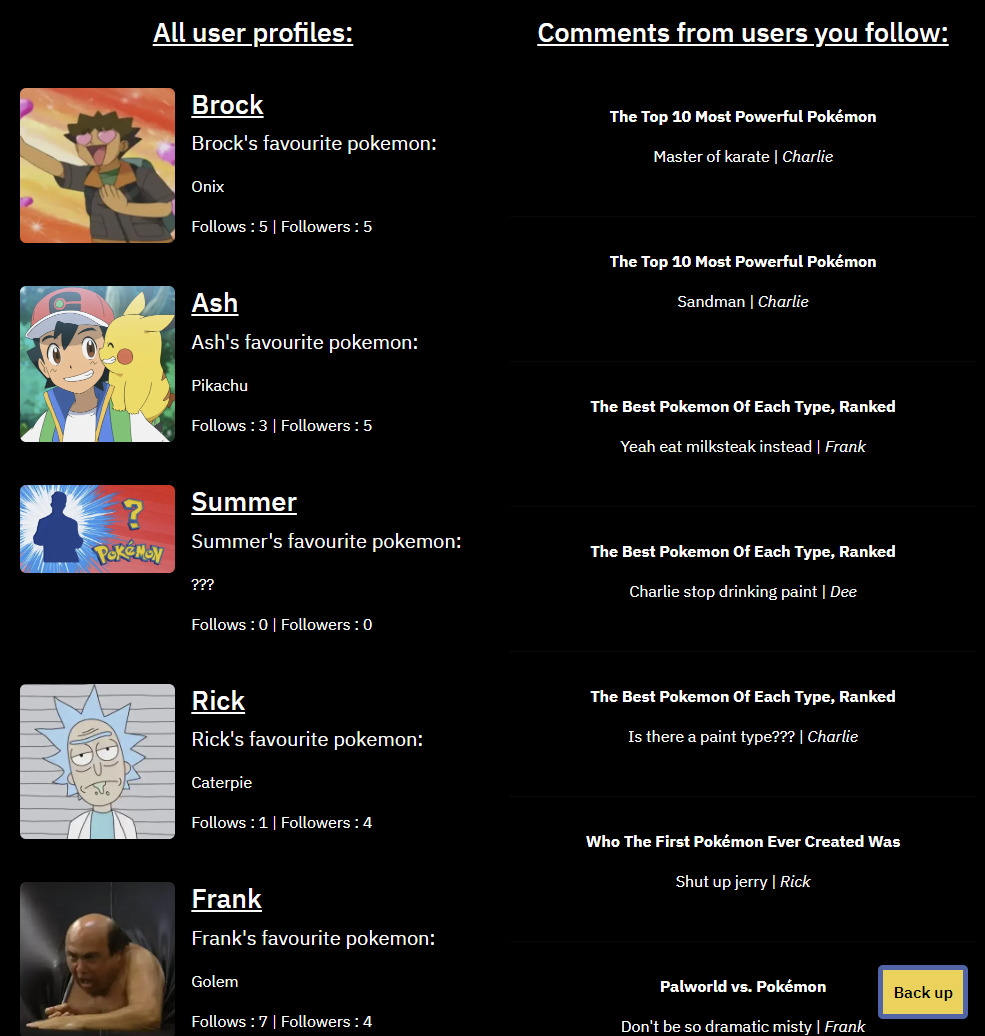 All user profiles:
Brock
Brock's favourite pokemon:
Onix
Follows : 5 | Followers : 5
Ash
Ash's favourite pokemon:
Pikachu
Follows : 3 | Followers : 5
?
POKéMON
Summer
Summer's favourite pokemon:
???
Follows : 0 | Followers : 0
Rick
Rick's favourite pokemon:
Caterpie
Follows : 1 | Followers : 4
Frank
Frank's favourite pokemon:
Golem
Follows : 7 | Followers : 4
Comments from users you follow:
The Top 10 Most Powerful Pokémon
Master of karate | Charlie
The Top 10 Most Powerful Pokémon
Sandman | Charlie
The Best Pokemon Of Each Type, Ranked
Yeah eat milksteak instead | Frank
The Best Pokemon Of Each Type, Ranked
Charlie stop drinking paint | Dee
The Best Pokemon Of Each Type, Ranked
Is there a paint type??? | Charlie
Who The First Pokémon Ever Created Was
Shut up jerry | Rick
Palworld vs. Pokémon
Don't be so dramatic misty | Frank
Back up